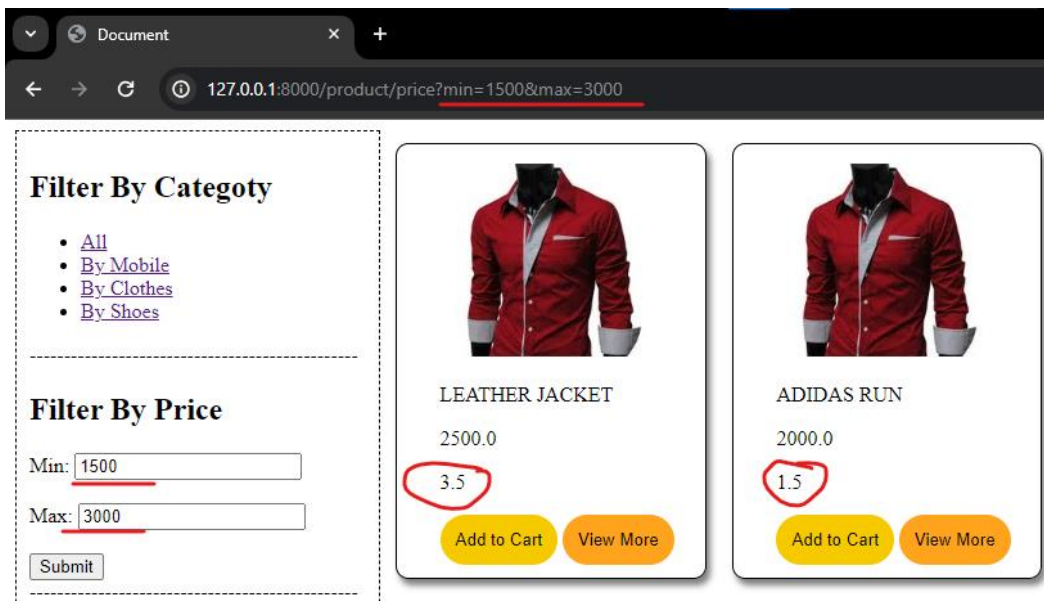 Document
127.0.0.1:8000/product/price?min=1500&max=3000
Filter By Categoty
All
By Mobile
By Clothes
By Shoes
Filter By Price
Min: 1500
Max: 3000
Submit
LEATHER JACKET
2500.0
3.5
Add to Cart View More
ADIDAS RUN
2000.0
1.5
Add to Cart View More